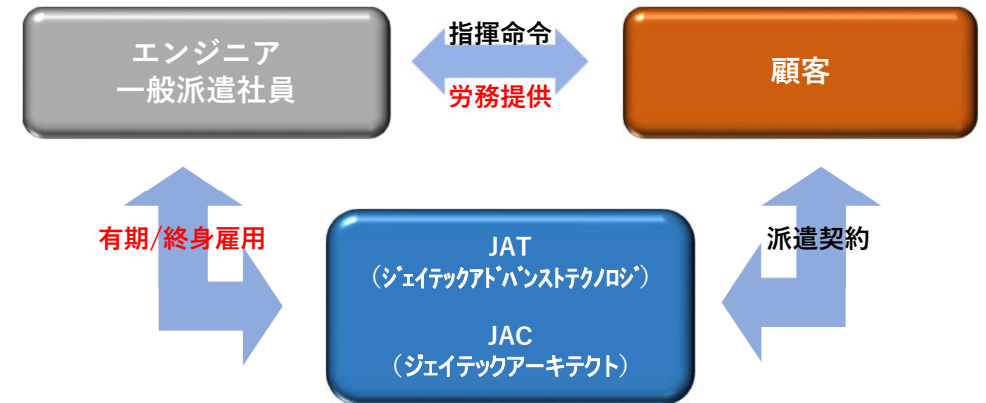 エンジニア
一般派遣社員
指揮命令
労務提供
顧客
有期/終身雇用
JAT
（ｼﾞｪｲﾃｯｸｱﾄﾞﾊﾞﾝｽﾄテクノロジ）
JAC
（ジェイテックアーキテクト）
派遣契約